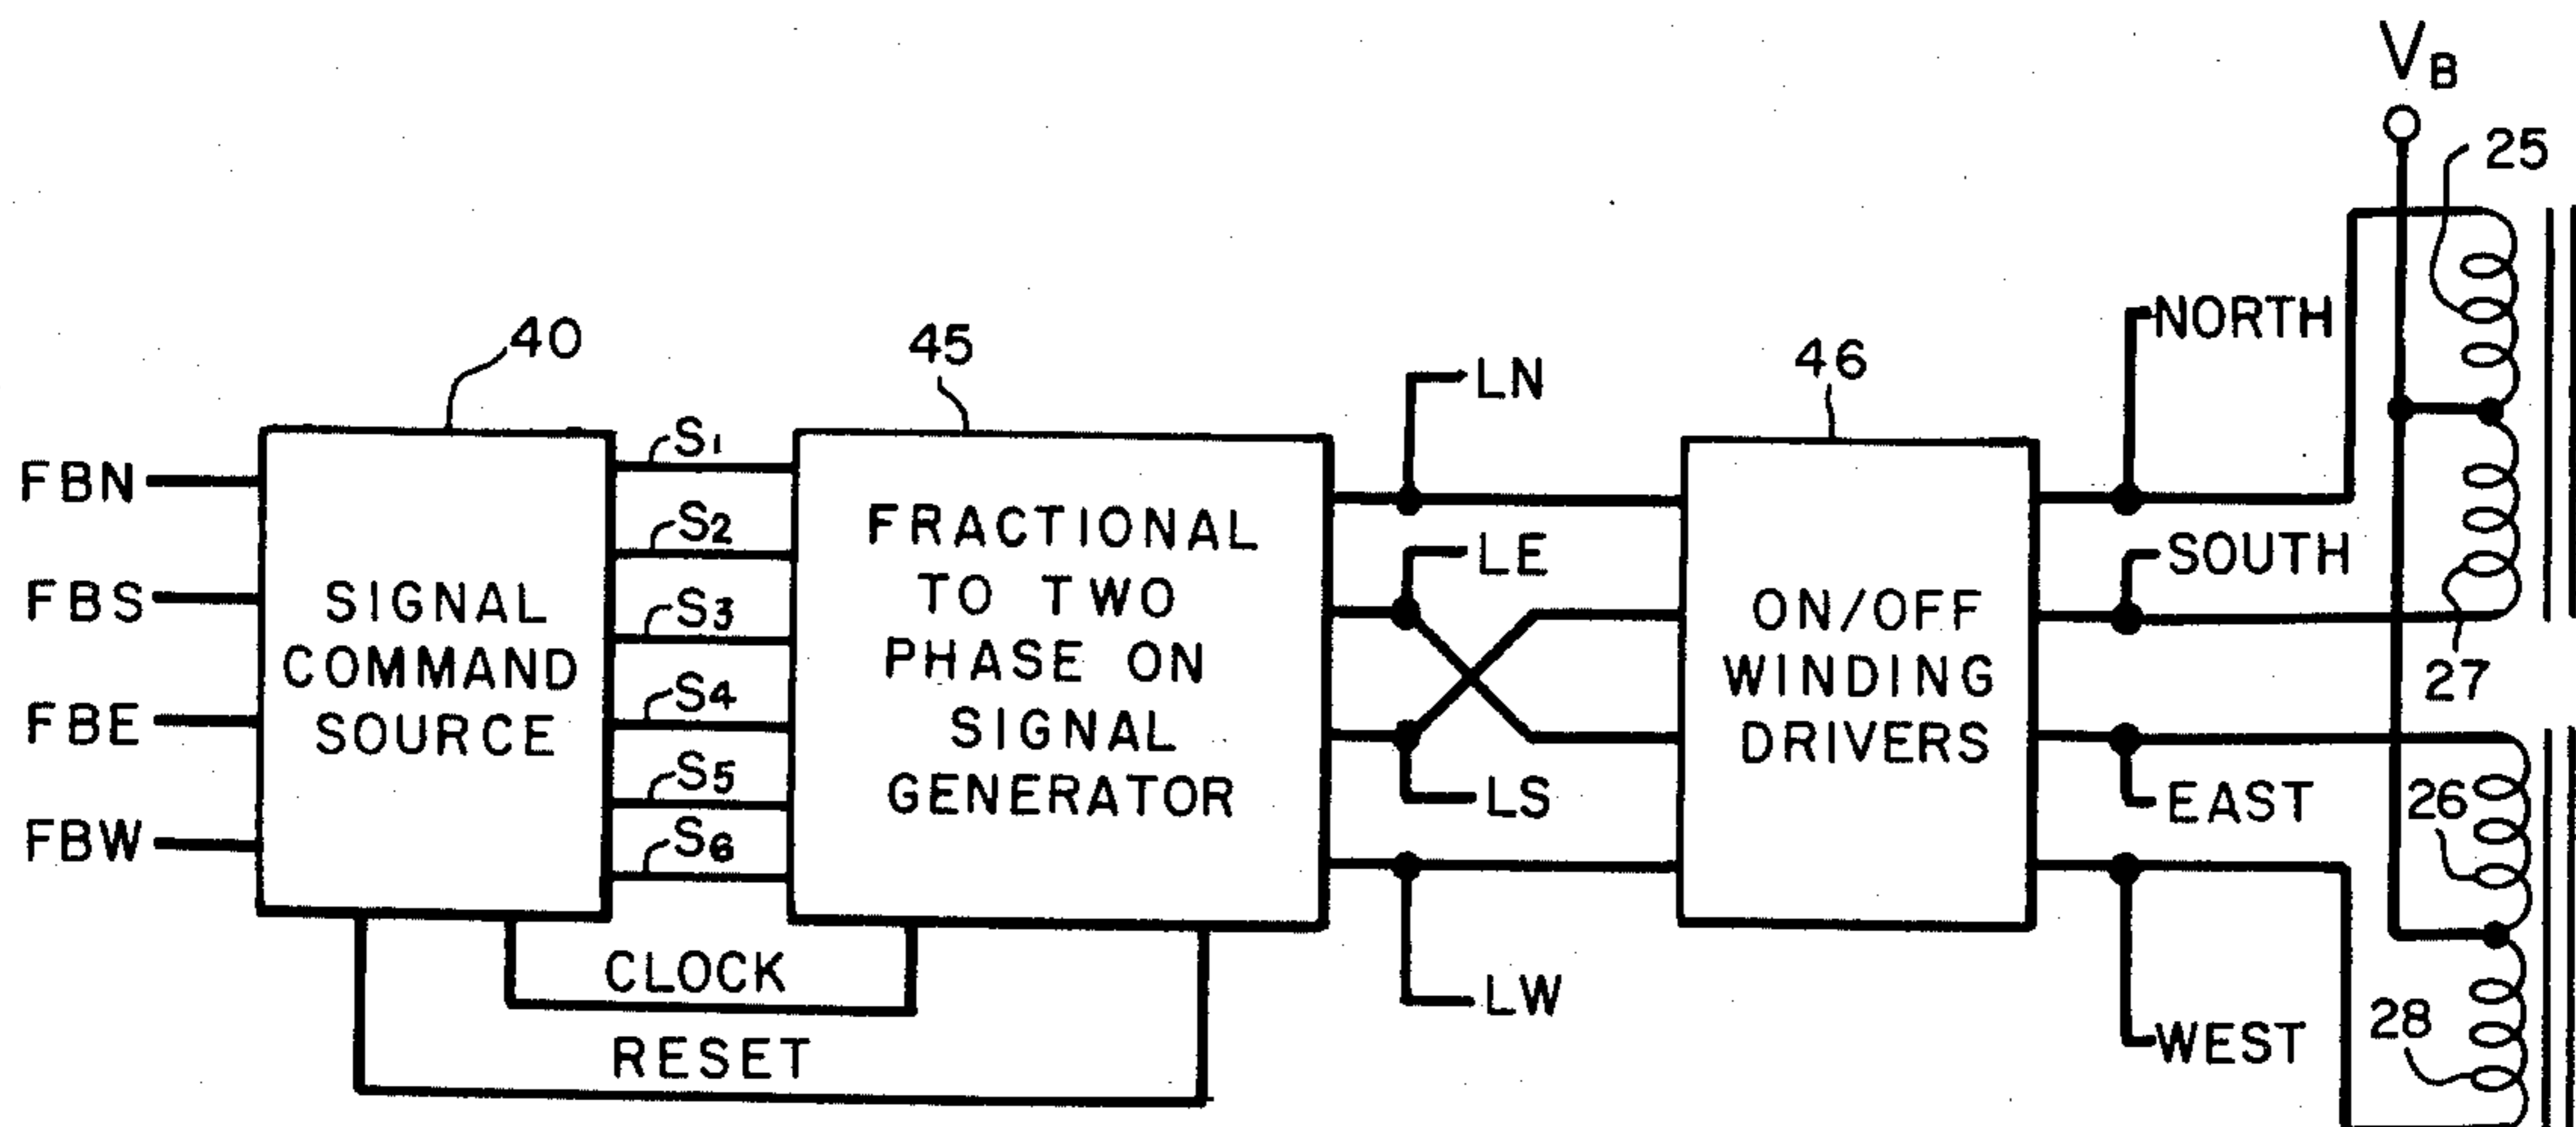 VB
25
NORTH
40
45
LN
46
S1
FBN
S2
FRACTIONAL
TO TWO
PHASE ON
SIGNAL
GENERATOR
LE
SOUTH
FBS
SIGNAL
COMMAND
SOURCE
S3
ON/OFF
WINDING
DRIVERS
27
S4
FBE
S5
LS
EAST
26
FBW
S6
CLOCK
LW
28
RESET
WEST